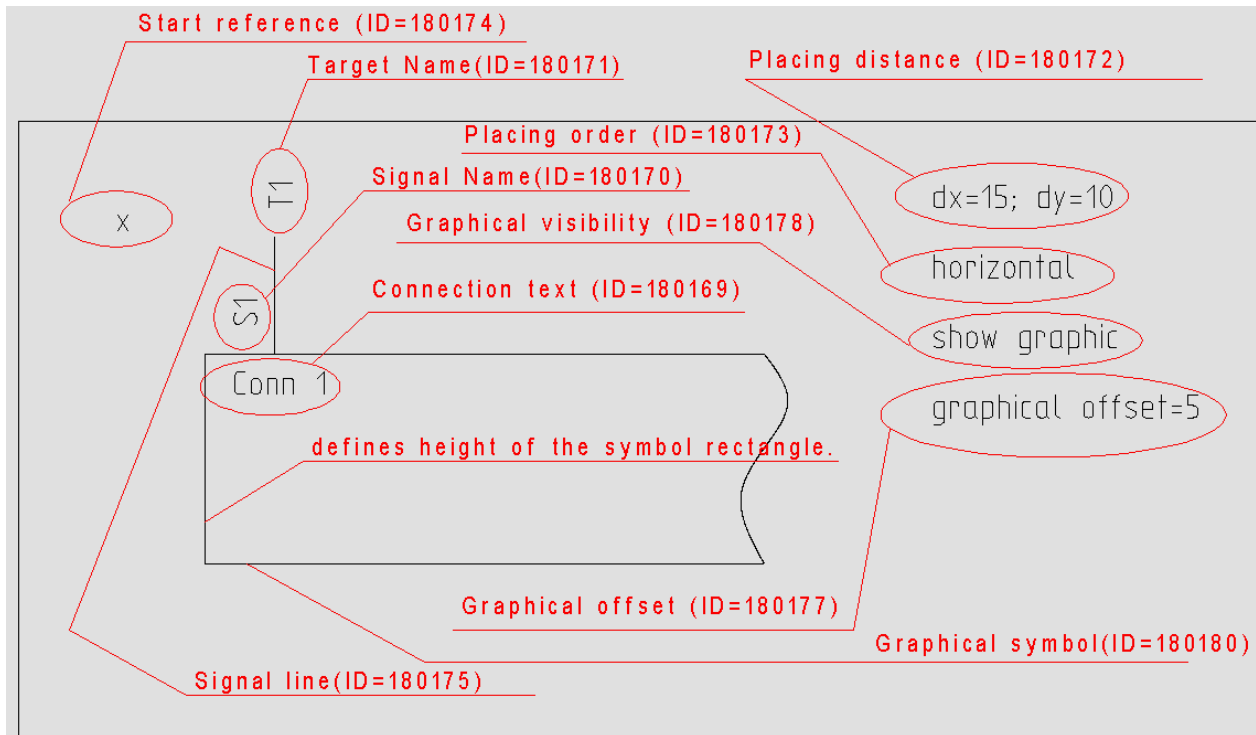 Start reference (ID=180174)
Target Name(ID=180171)
Placing distance (ID=180172)
Placing order (ID=180173)
Signal Name(ID=180170)
T1
dx=15; dy=10
x
Graphical visibility (ID=180178)
horizontal
Connection text (ID=180169)
S1
show graphic
Conn 1
graphical offset=5
defines height of the symbol rectangle.
Graphical offset (ID=180177)
Graphical symbol(ID=180180)
Signal line(ID=180175)